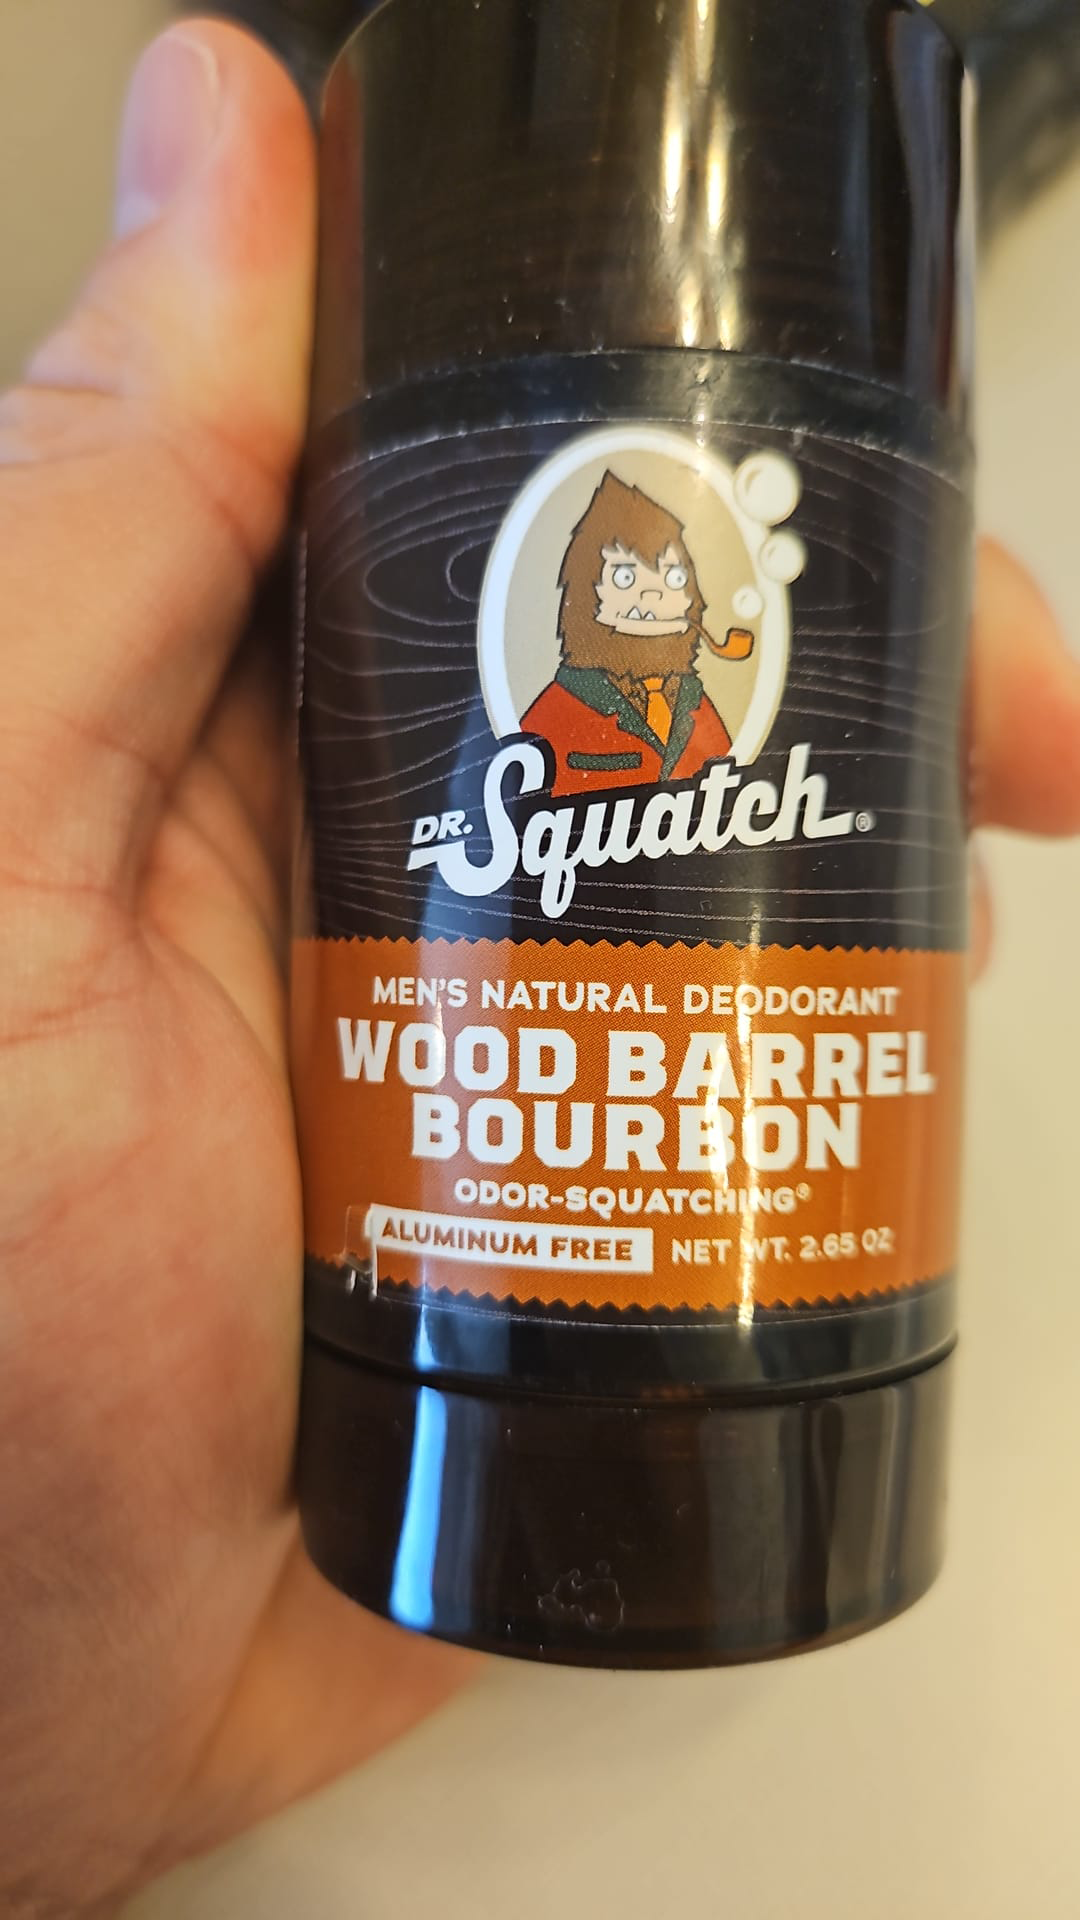 DR. Squatch®
MEN'S NATURAL DEODORANT
WOOD BARREL
BOURBON
ODOR-SQUATCHING®
ALUMINUM FREE NET WT. 2.65 OZ